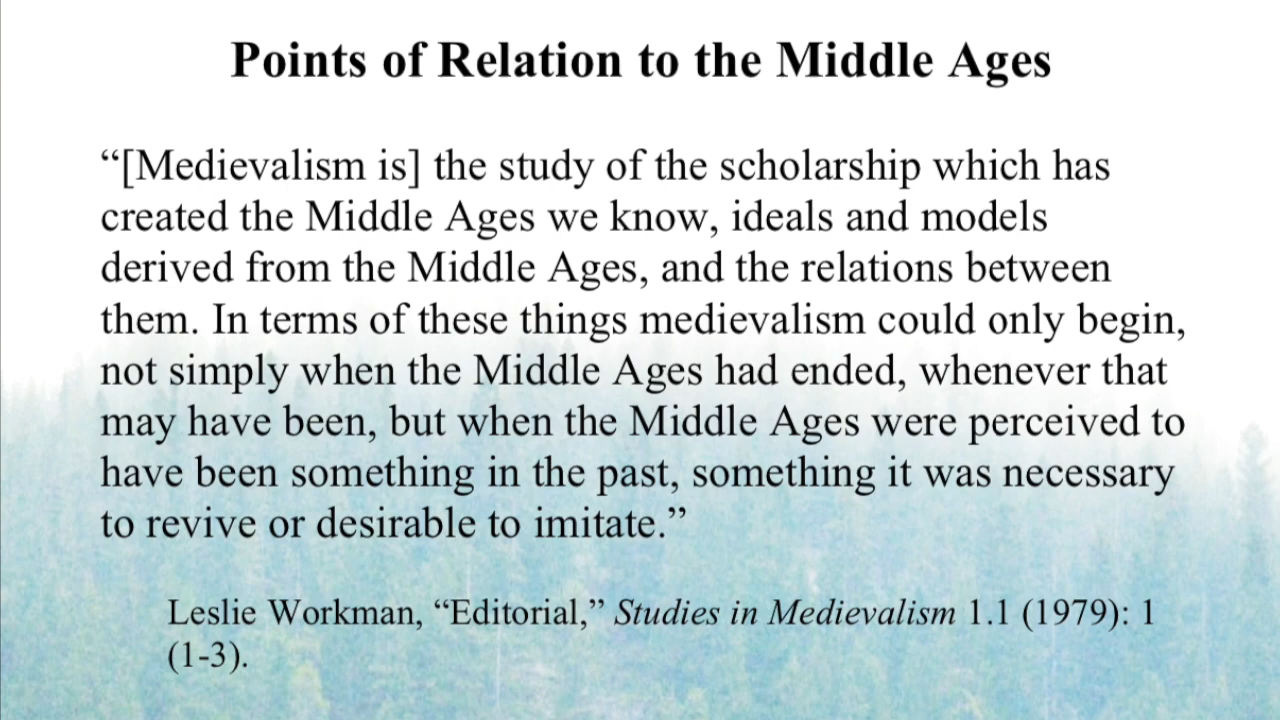 Points of Relation to the Middle Ages
“[Medievalism is] the study of the scholarship which has
created the Middle Ages we know, ideals and models
derived from the Middle Ages, and the relations between
them. In terms of these things medievalism could only begin,
not simply when the Middle Ages had ended, whenever that
may have been, but when the Middle Ages were perceived to
have been something in the past, something it was necessary
to revive or desirable to imitate.”
Leslie Workman, “Editorial,” Studies in Medievalism 1.1 (1979): 1
(1-3).